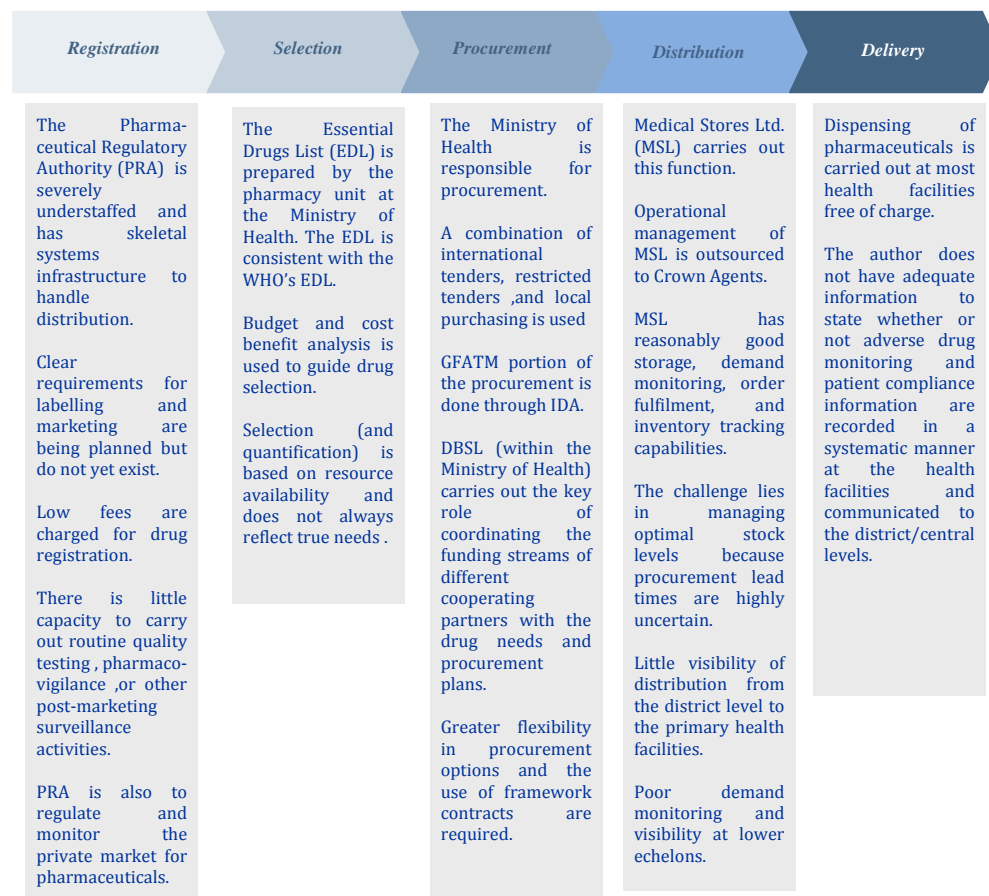 Registration
Selection
Procurement
Distribution
Delivery
The Pharma-
ceutical Regulatory
Authority (PRA) is
severely
understaffed and
has skeletal
systems
infrastructure to
handle
distribution.
Clear
requirements for
labelling and
marketing are
being planned but
do not yet exist.
Low fees are
charged for drug
registration.
There is little
capacity to carry
out routine quality
testing , pharmaco-
vigilance ,or other
post-marketing
surveillance
activities.
PRA is also to
regulate and
monitor the
private market for
pharmaceuticals.
The Essential
Drugs List (EDL) is
prepared by the
pharmacy unit at
the Ministry of
Health. The EDL is
consistent with the
WHO’s EDL.
Budget and cost
benefit analysis is
used to guide drug
selection.
Selection (and
quantification) is
based on resource
availability and
does not always
reflect true needs .
The Ministry of
Health is
responsible for
procurement.
A combination of
international
tenders, restricted
tenders ,and local
purchasing is used
GFATM portion of
the procurement is
done through IDA.
DBSL (within the
Ministry of Health)
carries out the key
role of
coordinating the
funding streams of
different
cooperating
partners with the
drug needs and
procurement
plans.
Greater flexibility
in procurement
options and the
use of framework
contracts are
required.
Medical Stores Ltd.
(MSL) carries out
this function.
Operational
management of
MSL is outsourced
to Crown Agents.
MSL has
reasonably good
storage, demand
monitoring, order
fulfilment, and
inventory tracking
capabilities.
The challenge lies
in managing
optimal stock
levels because
procurement lead
times are highly
uncertain.
Little visibility of
distribution from
the district level to
the primary health
facilities.
Poor demand
monitoring and
visibility at lower
echelons.
Dispensing of
pharmaceuticals is
carried out at most
health facilities
free of charge.
The author does
not have adequate
information to
state whether or
not adverse drug
monitoring and
patient compliance
information are
recorded in a
systematic manner
at the health
facilities and
communicated to
the district/central
levels.